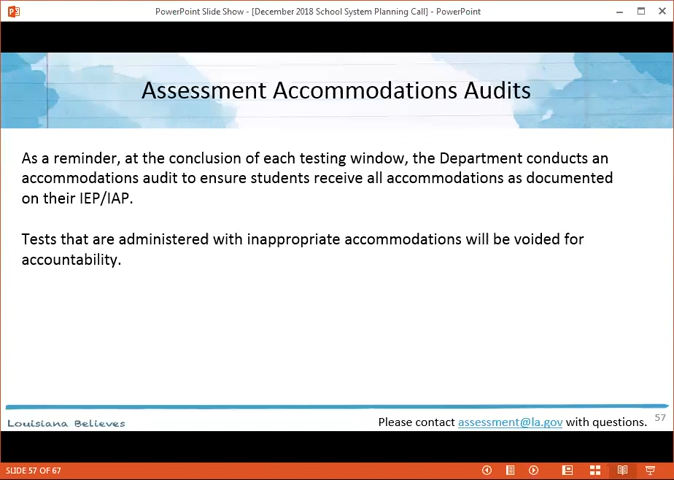 PowerPoint Slide Show - [December 2018 School System Planning Call] - PowerPoint
Assessment Accommodations Audits
As a reminder, at the conclusion of each testing window, the Department conducts an
accommodations audit to ensure students receive all accommodations as documented
on their IEP/IAP.
Tests that are administered with inappropriate accommodations will be voided for
accountability.
Louisiana Believes
Please contact assessment@la.gov with questions.
57
SLIDE 57 OF 67